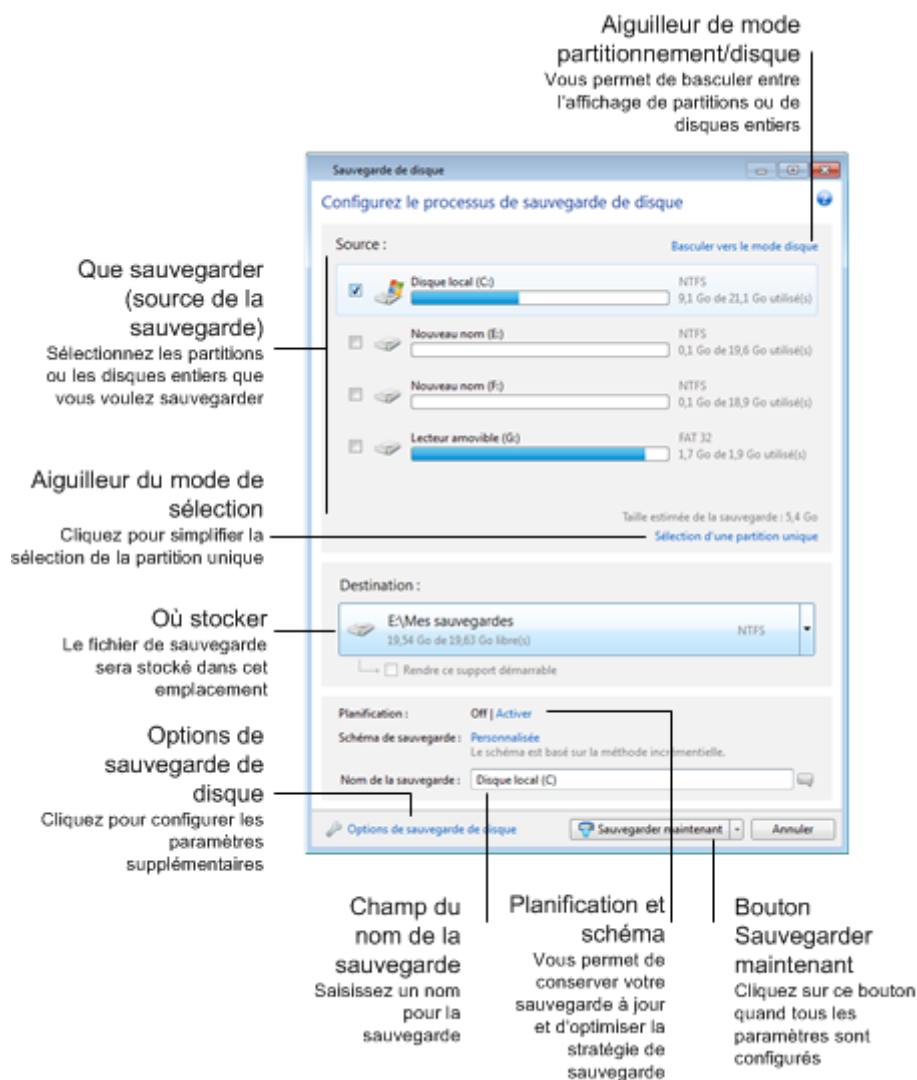 Aiguilleur de mode
partitionnement/disque
Vous permet de basculer entre
l'affichage de partitions ou de
disques entiers
Sauvegarde de disque
Configurez le processus de sauvegarde de disque
Source :
Basculer vers le mode disque
Disque local (C:)
NTFS
9,1 Go de 21,1 Go utilisé(s)
Nouveau nom (E:)
NTFS
0,1 Go de 19,6 Go utilisé(s)
Nouveau nom (F:)
NTFS
0,1 Go de 18,9 Go utilisé(s)
Lecteur amovible (G:)
FAT 32
1,7 Go de 1,9 Go utilisé(s)
Taille estimée de la sauvegarde : 5,4 Go
Sélection d'une partition unique
Que sauvegarder
(source de la
sauvegarde)
Sélectionnez les partitions
ou les disques entiers que
vous voulez sauvegarder
Aiguilleur du mode de
sélection
Cliquez pour simplifier la
sélection de la partition unique
Destination :
E:\Mes sauvegardes
19,54 Go de 19,63 Go libre(s)
NTFS
Rendre ce support démarrable
Où stocker
Le fichier de sauvegarde
sera stocké dans cet
emplacement
Planification : Off | Activer
Schéma de sauvegarde : Personnalisée
Le schéma est basé sur la méthode incrémentielle.
Nom de la sauvegarde : Disque local (C)
Options de sauvegarde de disque
Sauvegarder maintenant
Annuler
Options de
sauvegarde de
disque
Cliquez pour configurer les
paramètres
supplémentaires
Champ du
nom de la
sauvegarde
Saisissez un nom
pour la
sauvegarde
Planification et
schéma
Vous permet de
conserver votre
sauvegarde à jour
et d'optimiser la
stratégie de
sauvegarde
Bouton
Sauvegarder
maintenant
Cliquez sur ce bouton
quand tous les
paramètres sont
configurés